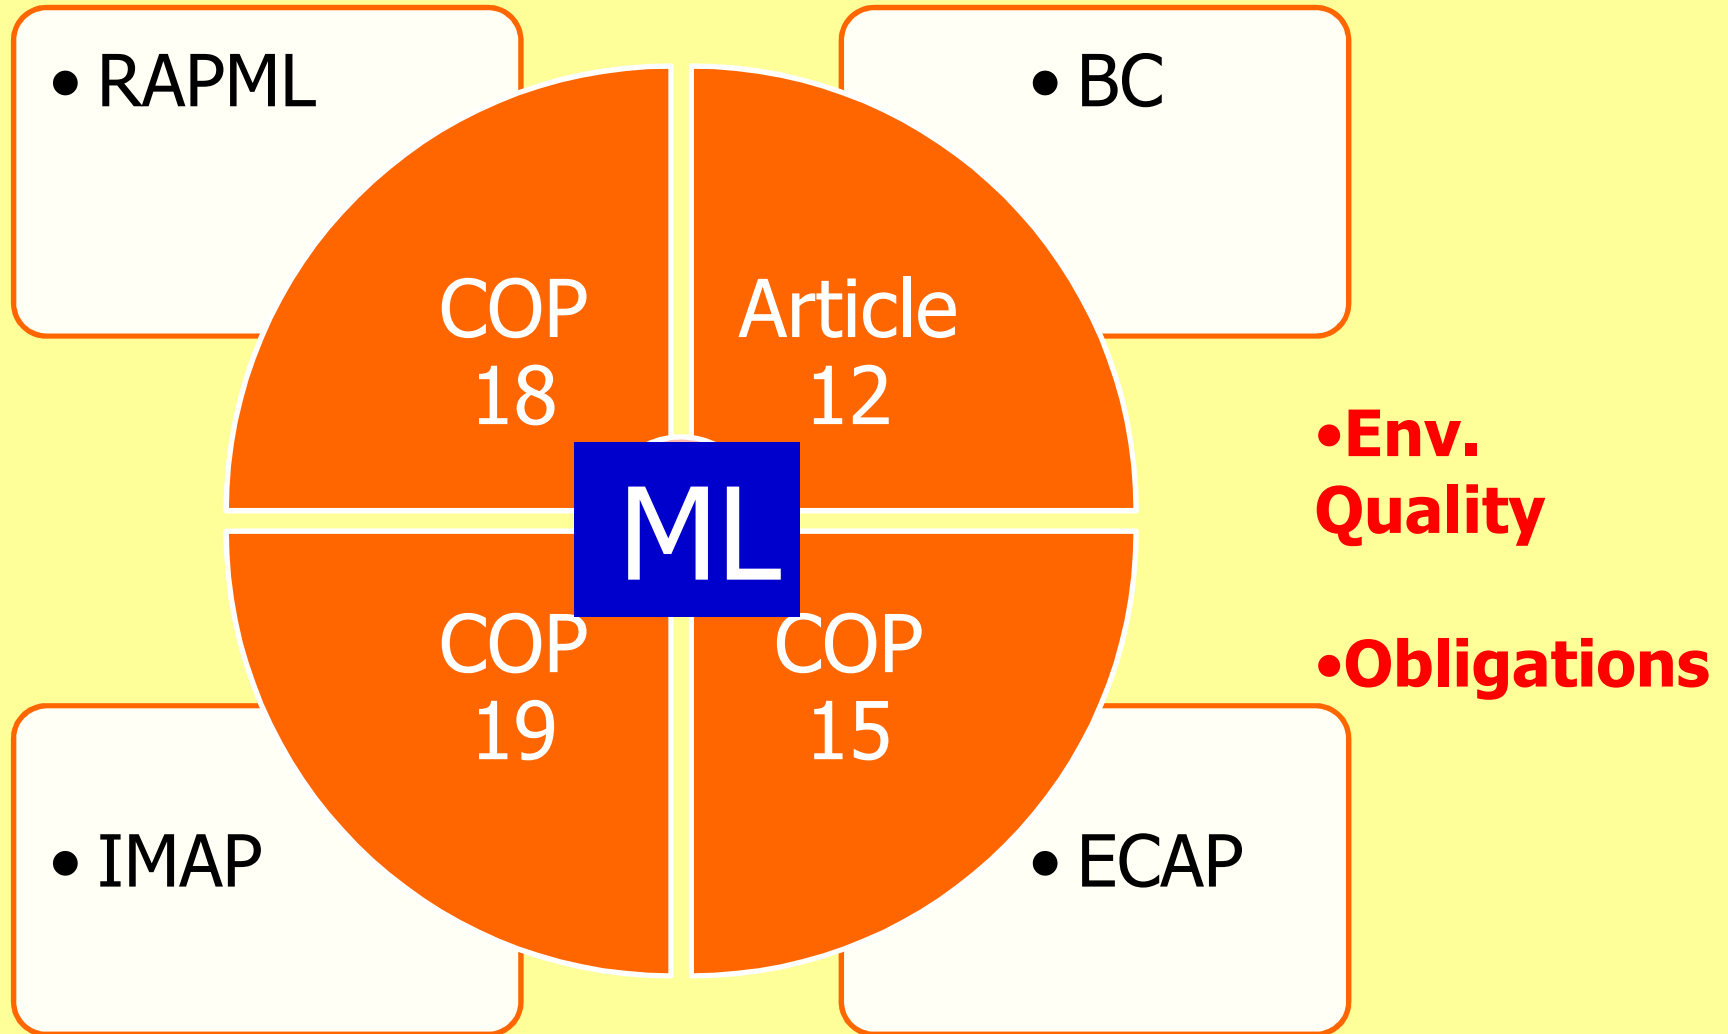 • RAPML
• BC
COP
18
Article
12
ML
COP
19
COP
15
• IMAP
• ECAP
•Env.
Quality
•Obligations